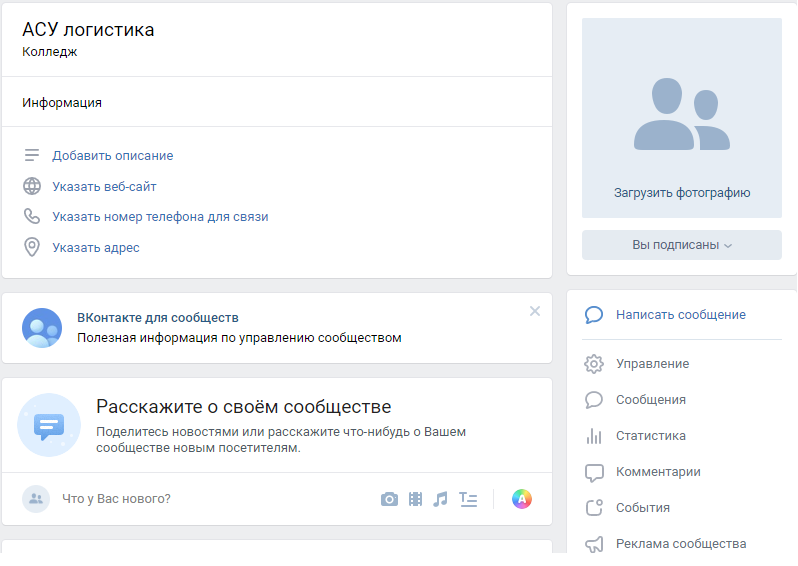 АСУ логистика
Колледж
Информация
Добавить описание
Указать веб-сайт
Указать номер телефона для связи
Указать адрес
ВКонтакте для сообществ
Полезная информация по управлению сообществом
Расскажите о своём сообществе
Поделитесь новостями или расскажите что-нибудь о Вашем
сообществе новым посетителям.
Что у Вас нового?
A
Загрузить фотографию
Вы подписаны
Написать сообщение
Управление
Сообщения
Статистика
Комментарии
События
Реклама сообщества